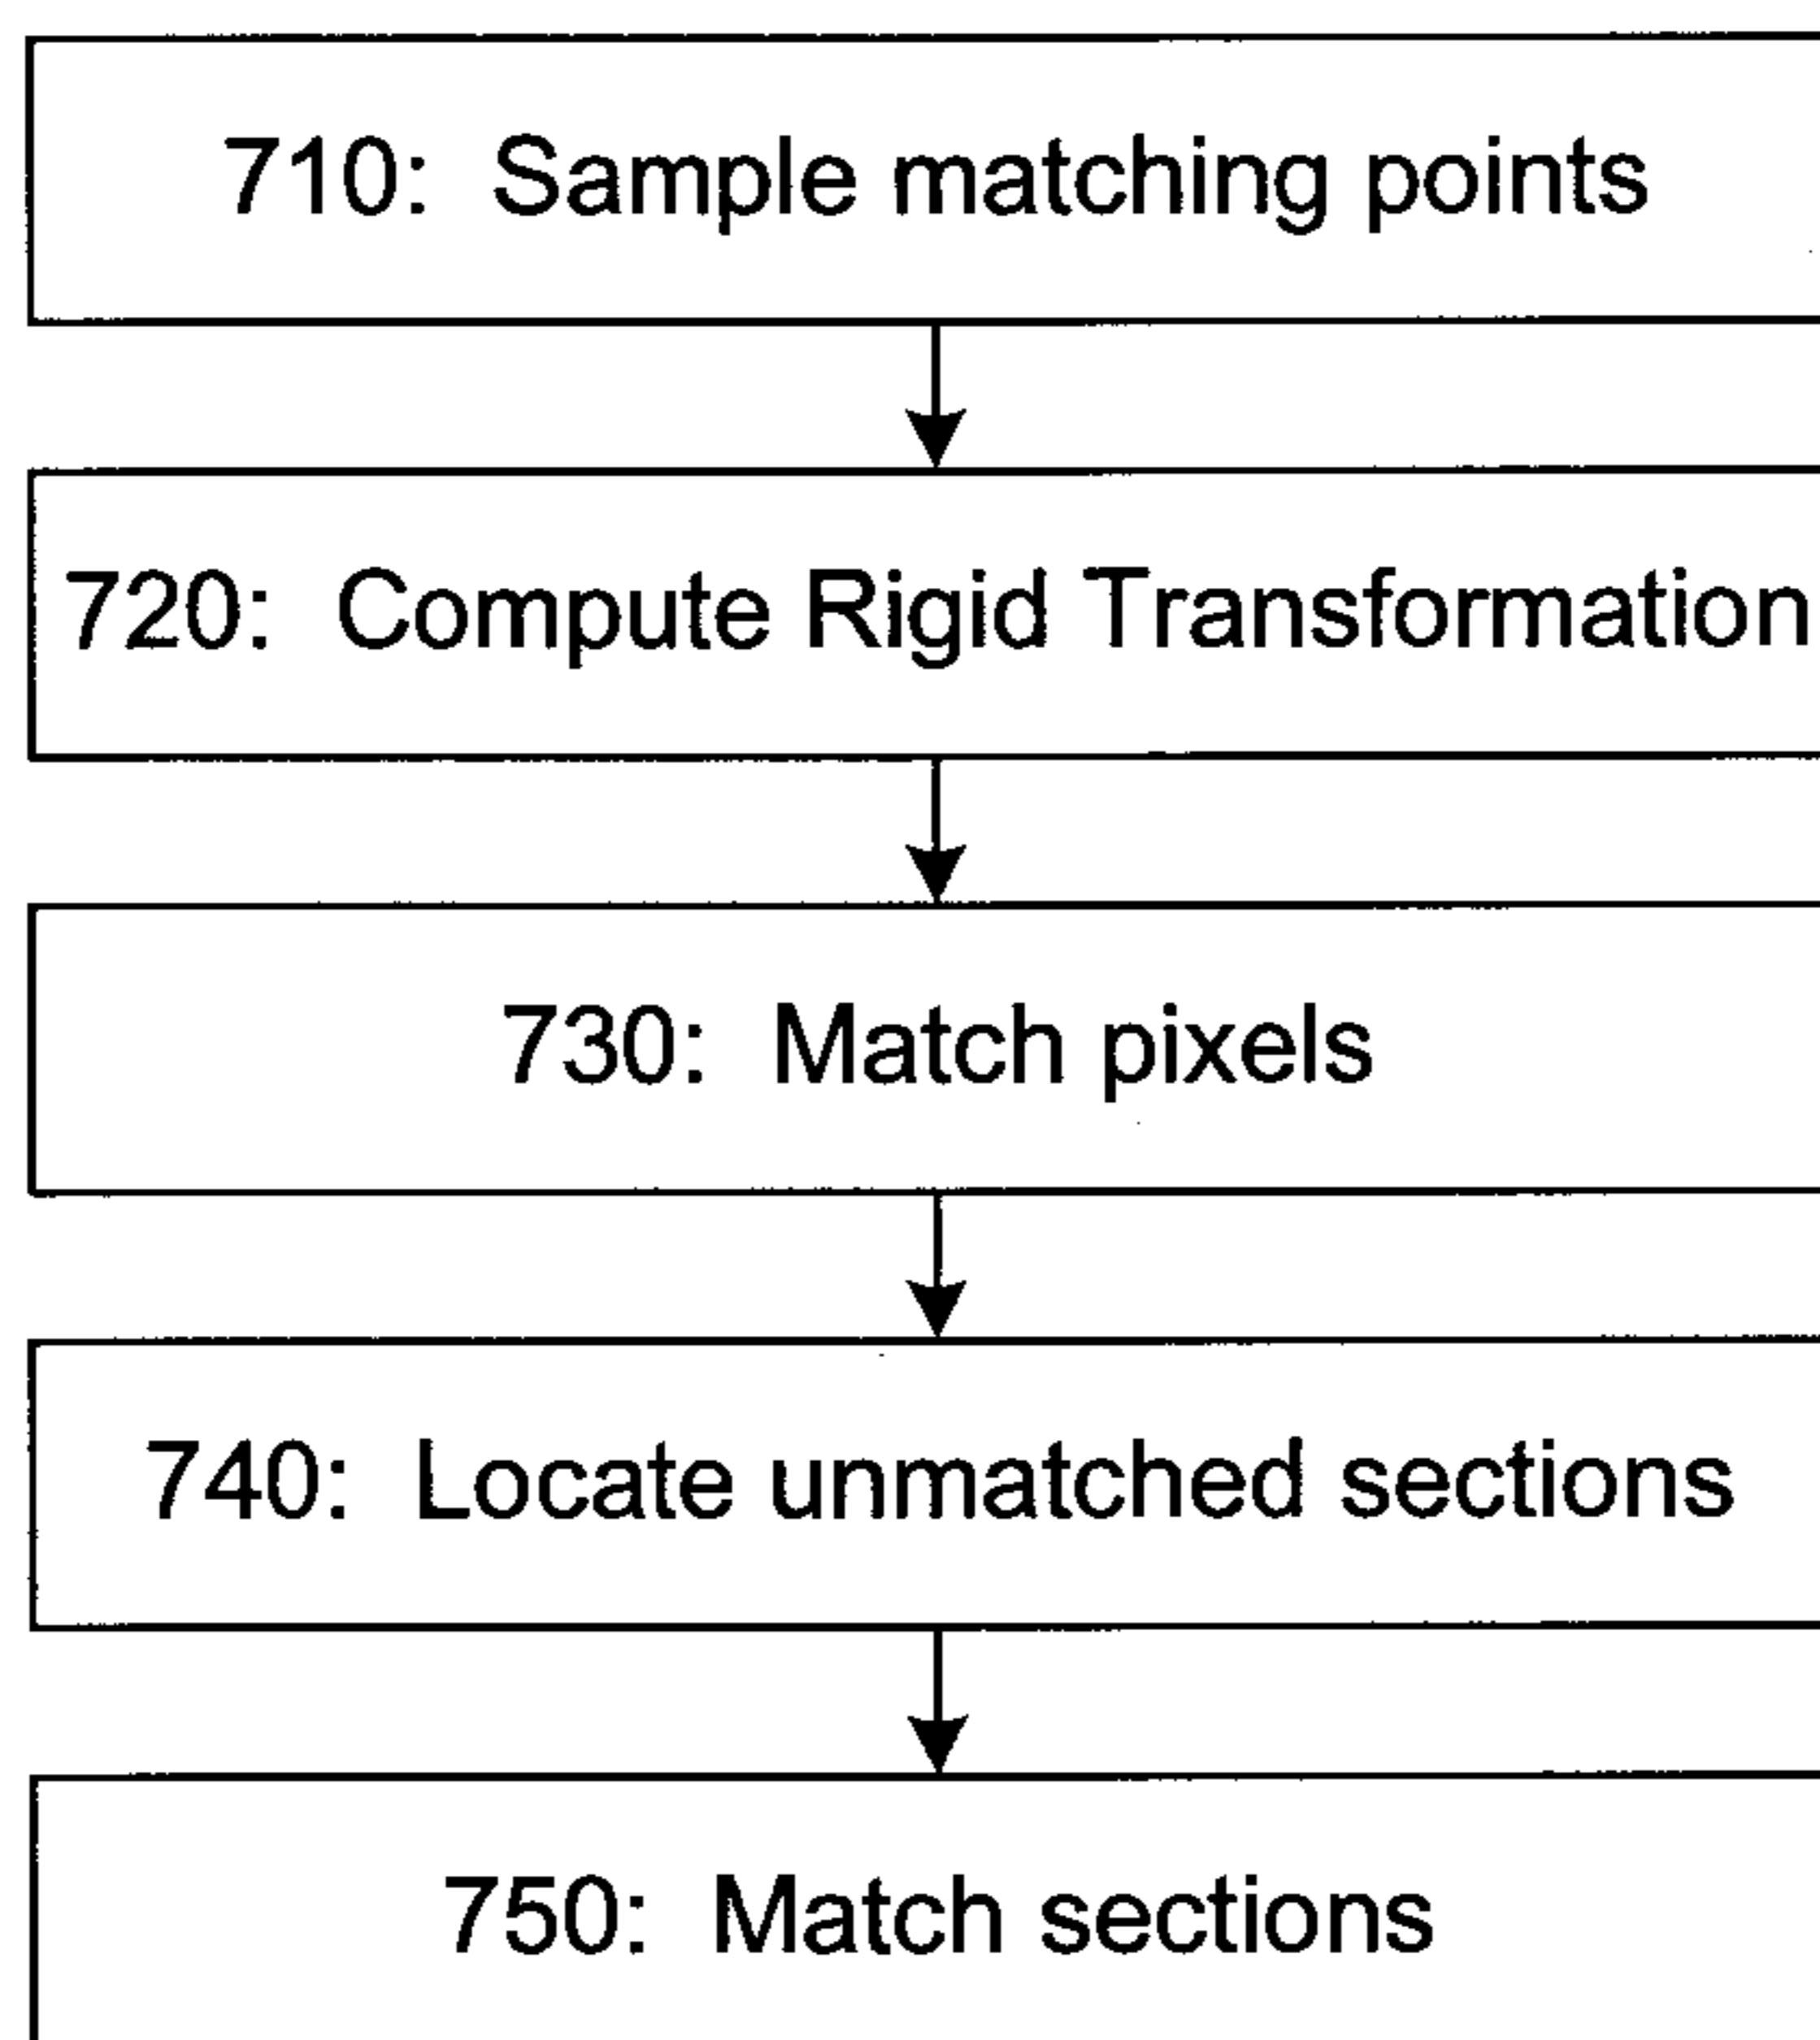 710: Sample matching points
720: Compute Rigid Transformation
730: Match pixels
740: Locate unmatched sections
750: Match sections